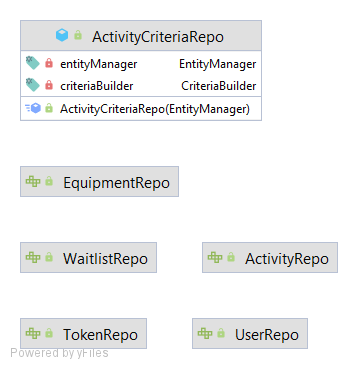 ActivityCriteriaRepo
entityManager EntityManager
criteriaBuilder CriteriaBuilder
ActivityCriteriaRepo(EntityManager)
EquipmentRepo
WaitlistRepo ActivityRepo
TokenRepo UserRepo
Powered by yFiles